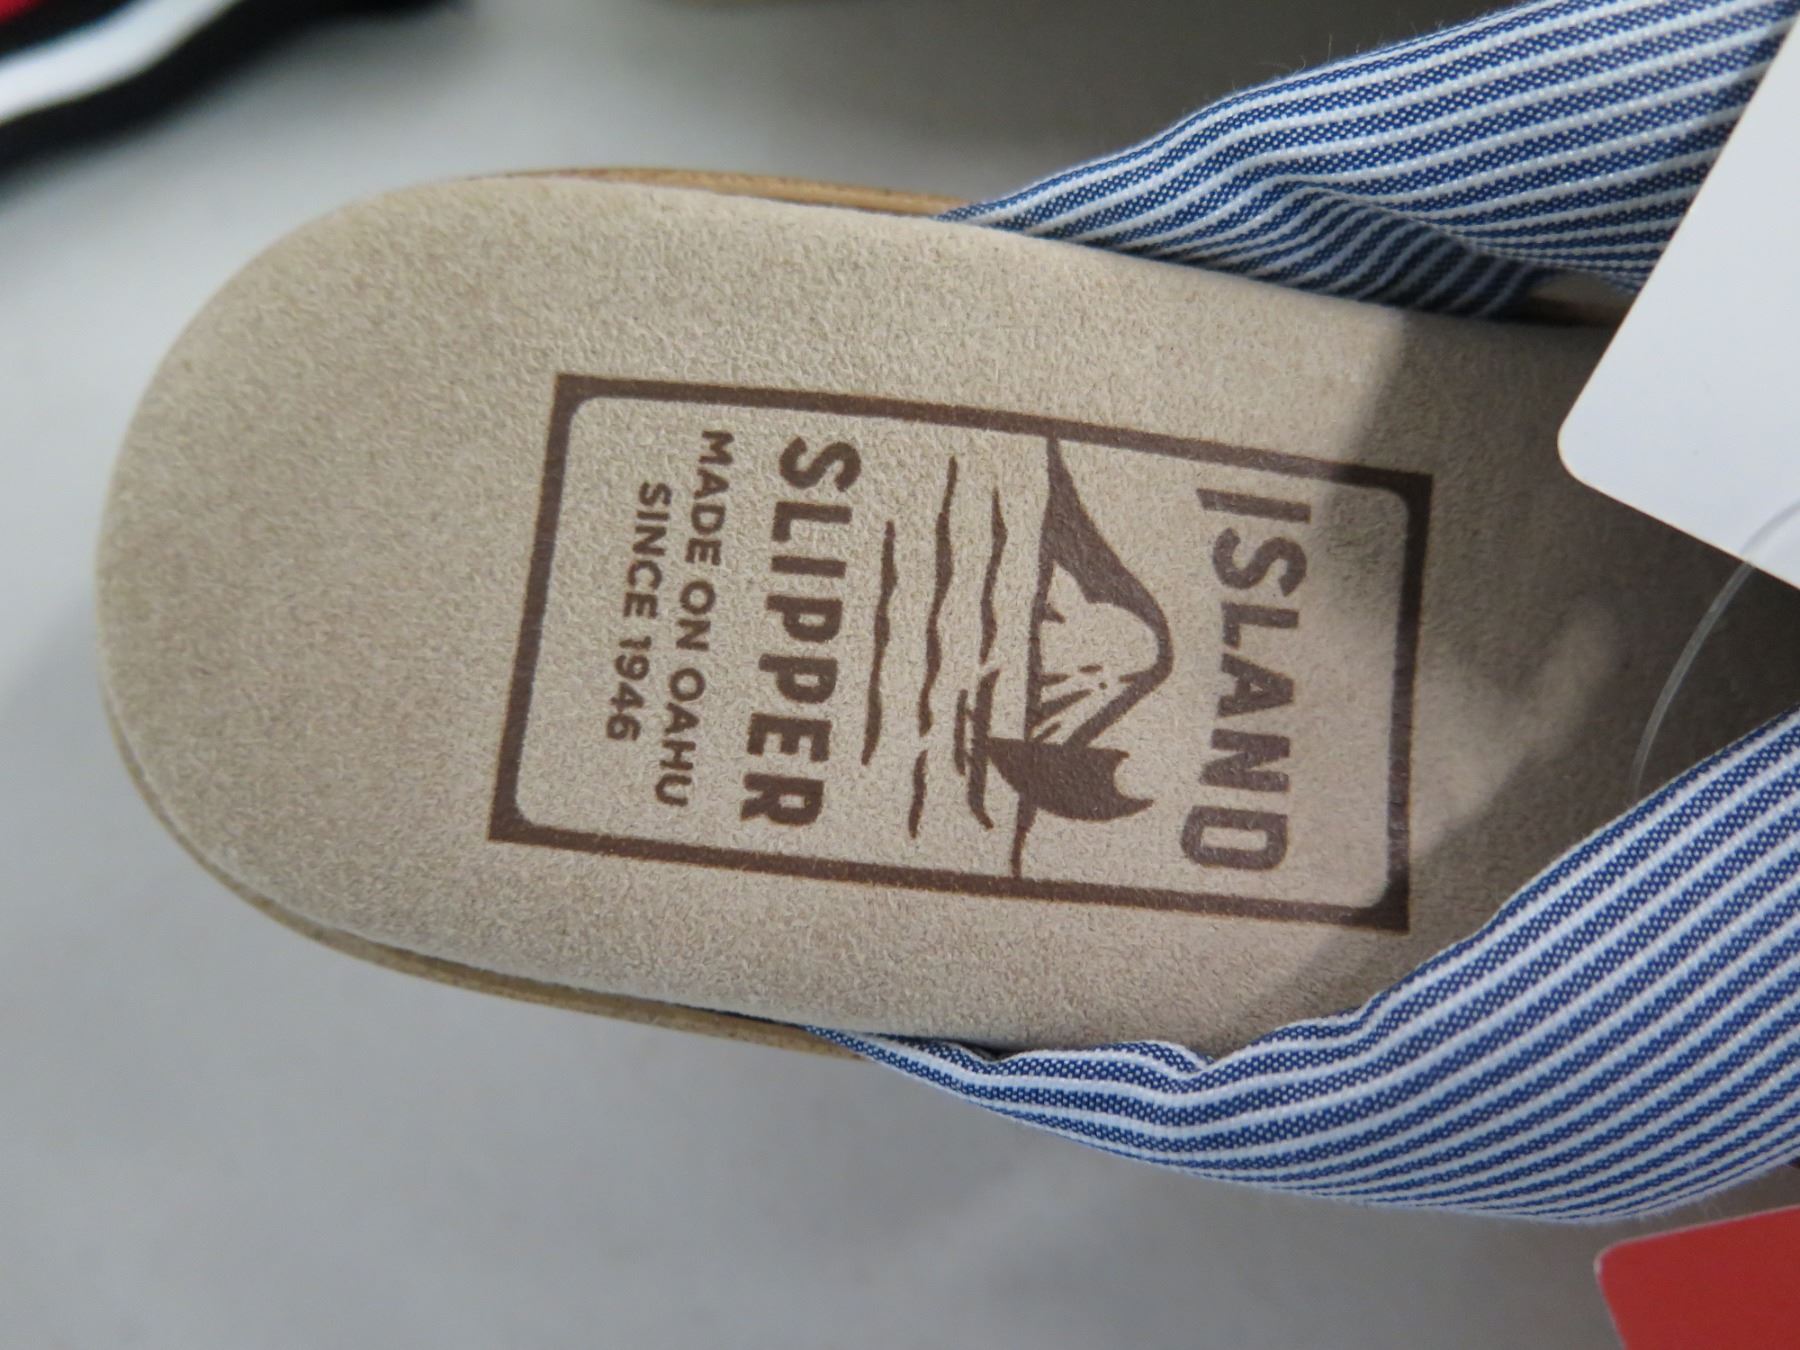 ISLAND
SLIPPER
MADE ON OAHU
SINCE 1946